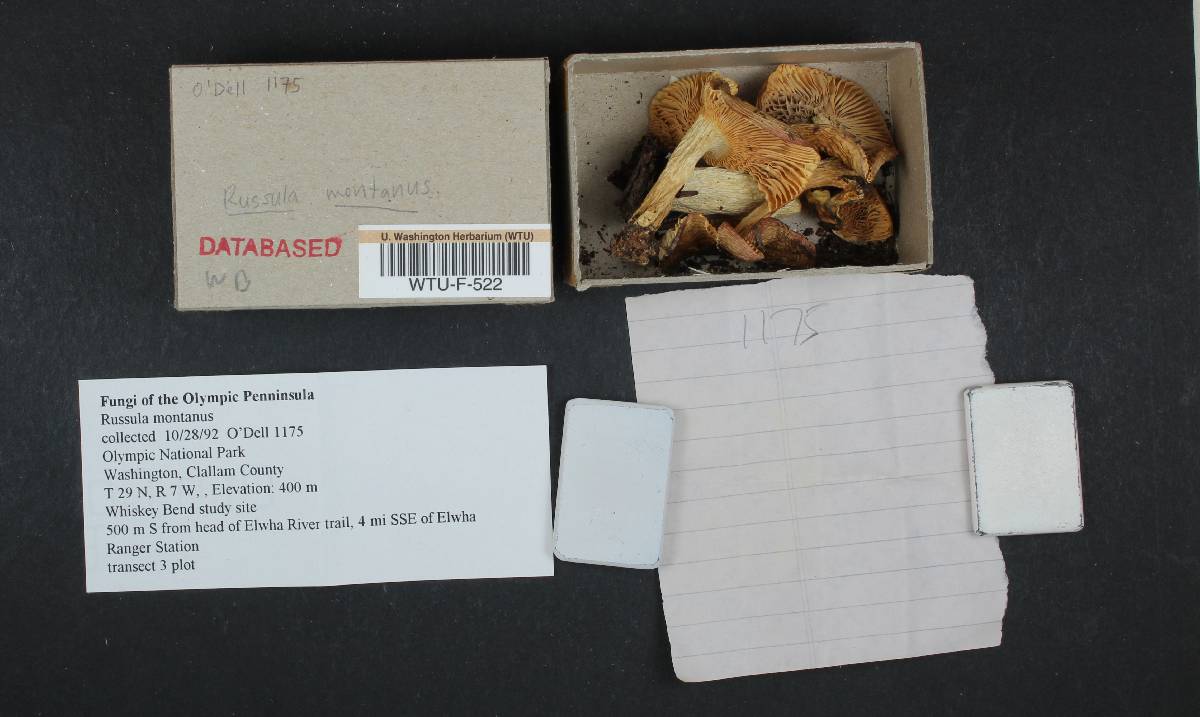 O'Dell 1175
Russula montanus.
DATABASED
WB
U. Washington Herbarium (WTU)
WTU-F-522
1175
Fungi of the Olympic Penninsula
Russula montanus
collected 10/28/92 O'Dell 1175
Olympic National Park
Washington, Clallam County
T 29 N, R 7 W, , Elevation: 400 m
Whiskey Bend study site
500 m S from head of Elwha River trail, 4 mi SSE of Elwha
Ranger Station
transect 3 plot